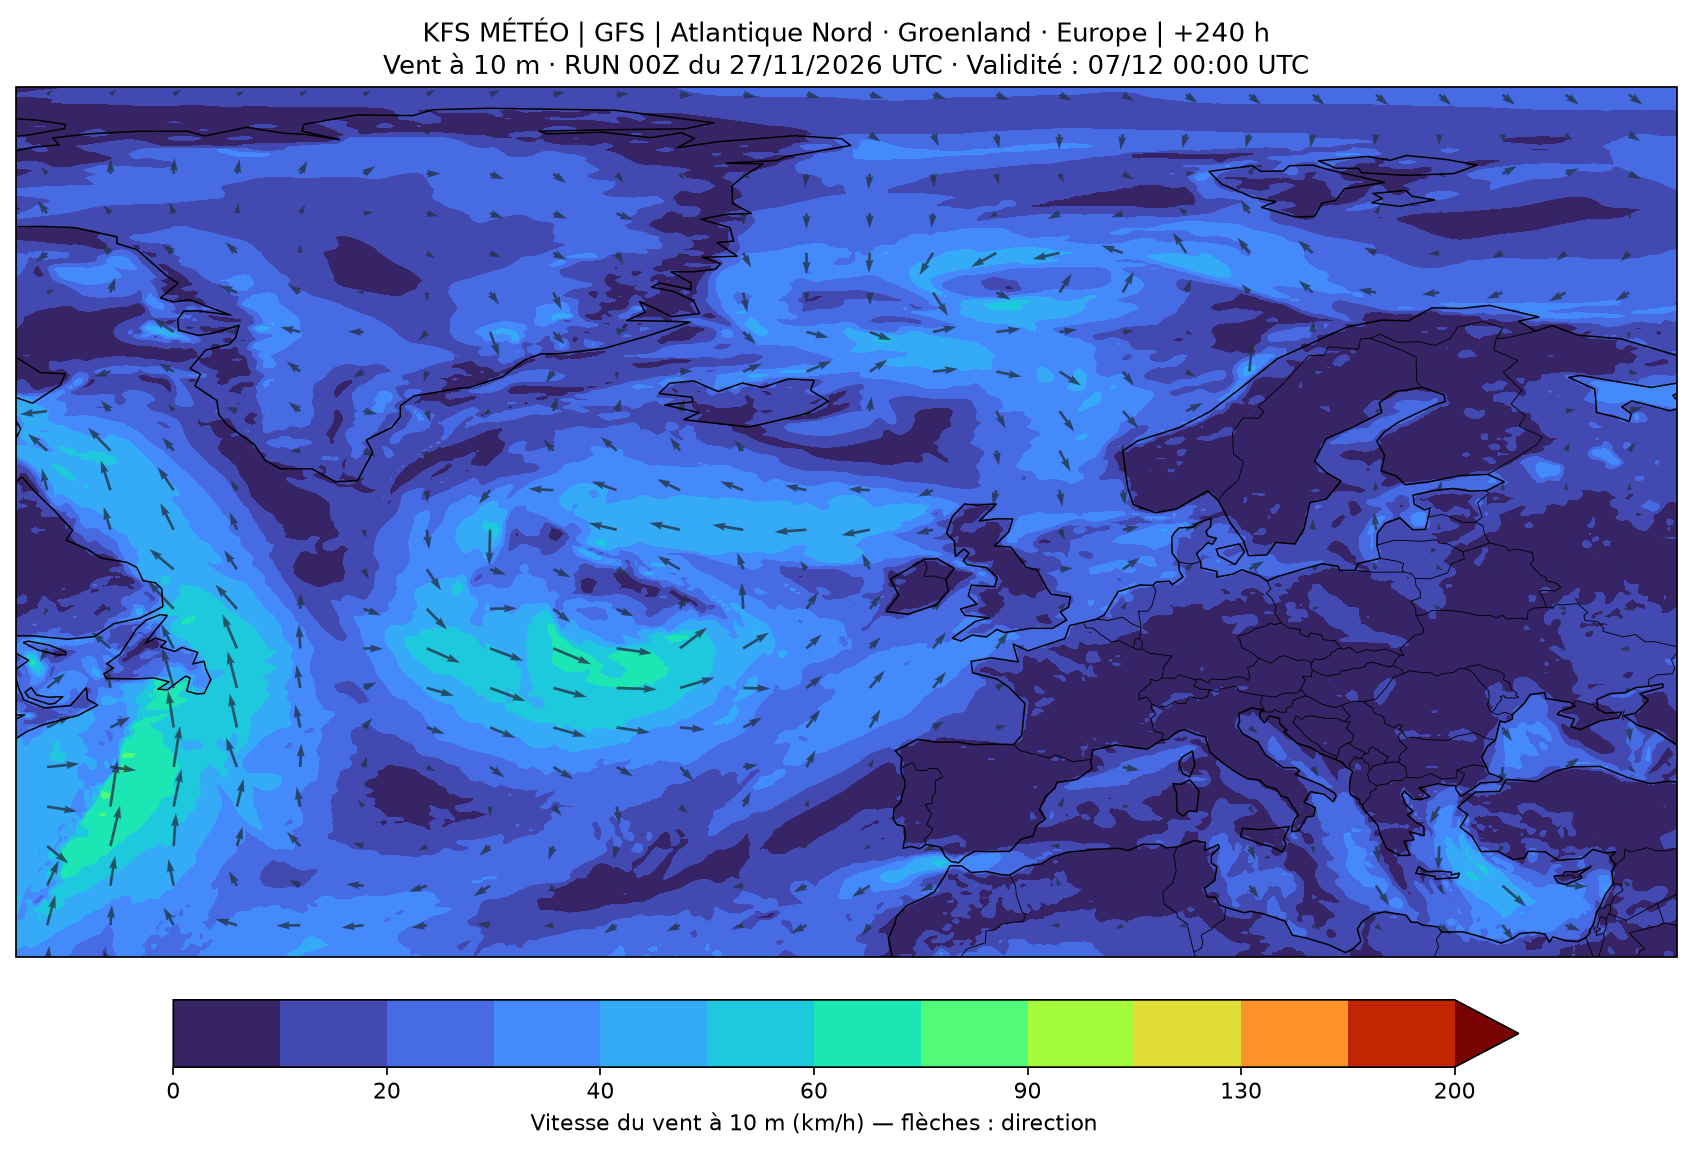 KFS MÉTÉO | GFS | Atlantique Nord · Groenland · Europe | +240 h
Vent à 10 m · RUN 00Z du 27/11/2026 UTC · Validité : 07/12 00:00 UTC
0 20 40 60 90 130 200
Vitesse du vent à 10 m (km/h) — flèches : direction